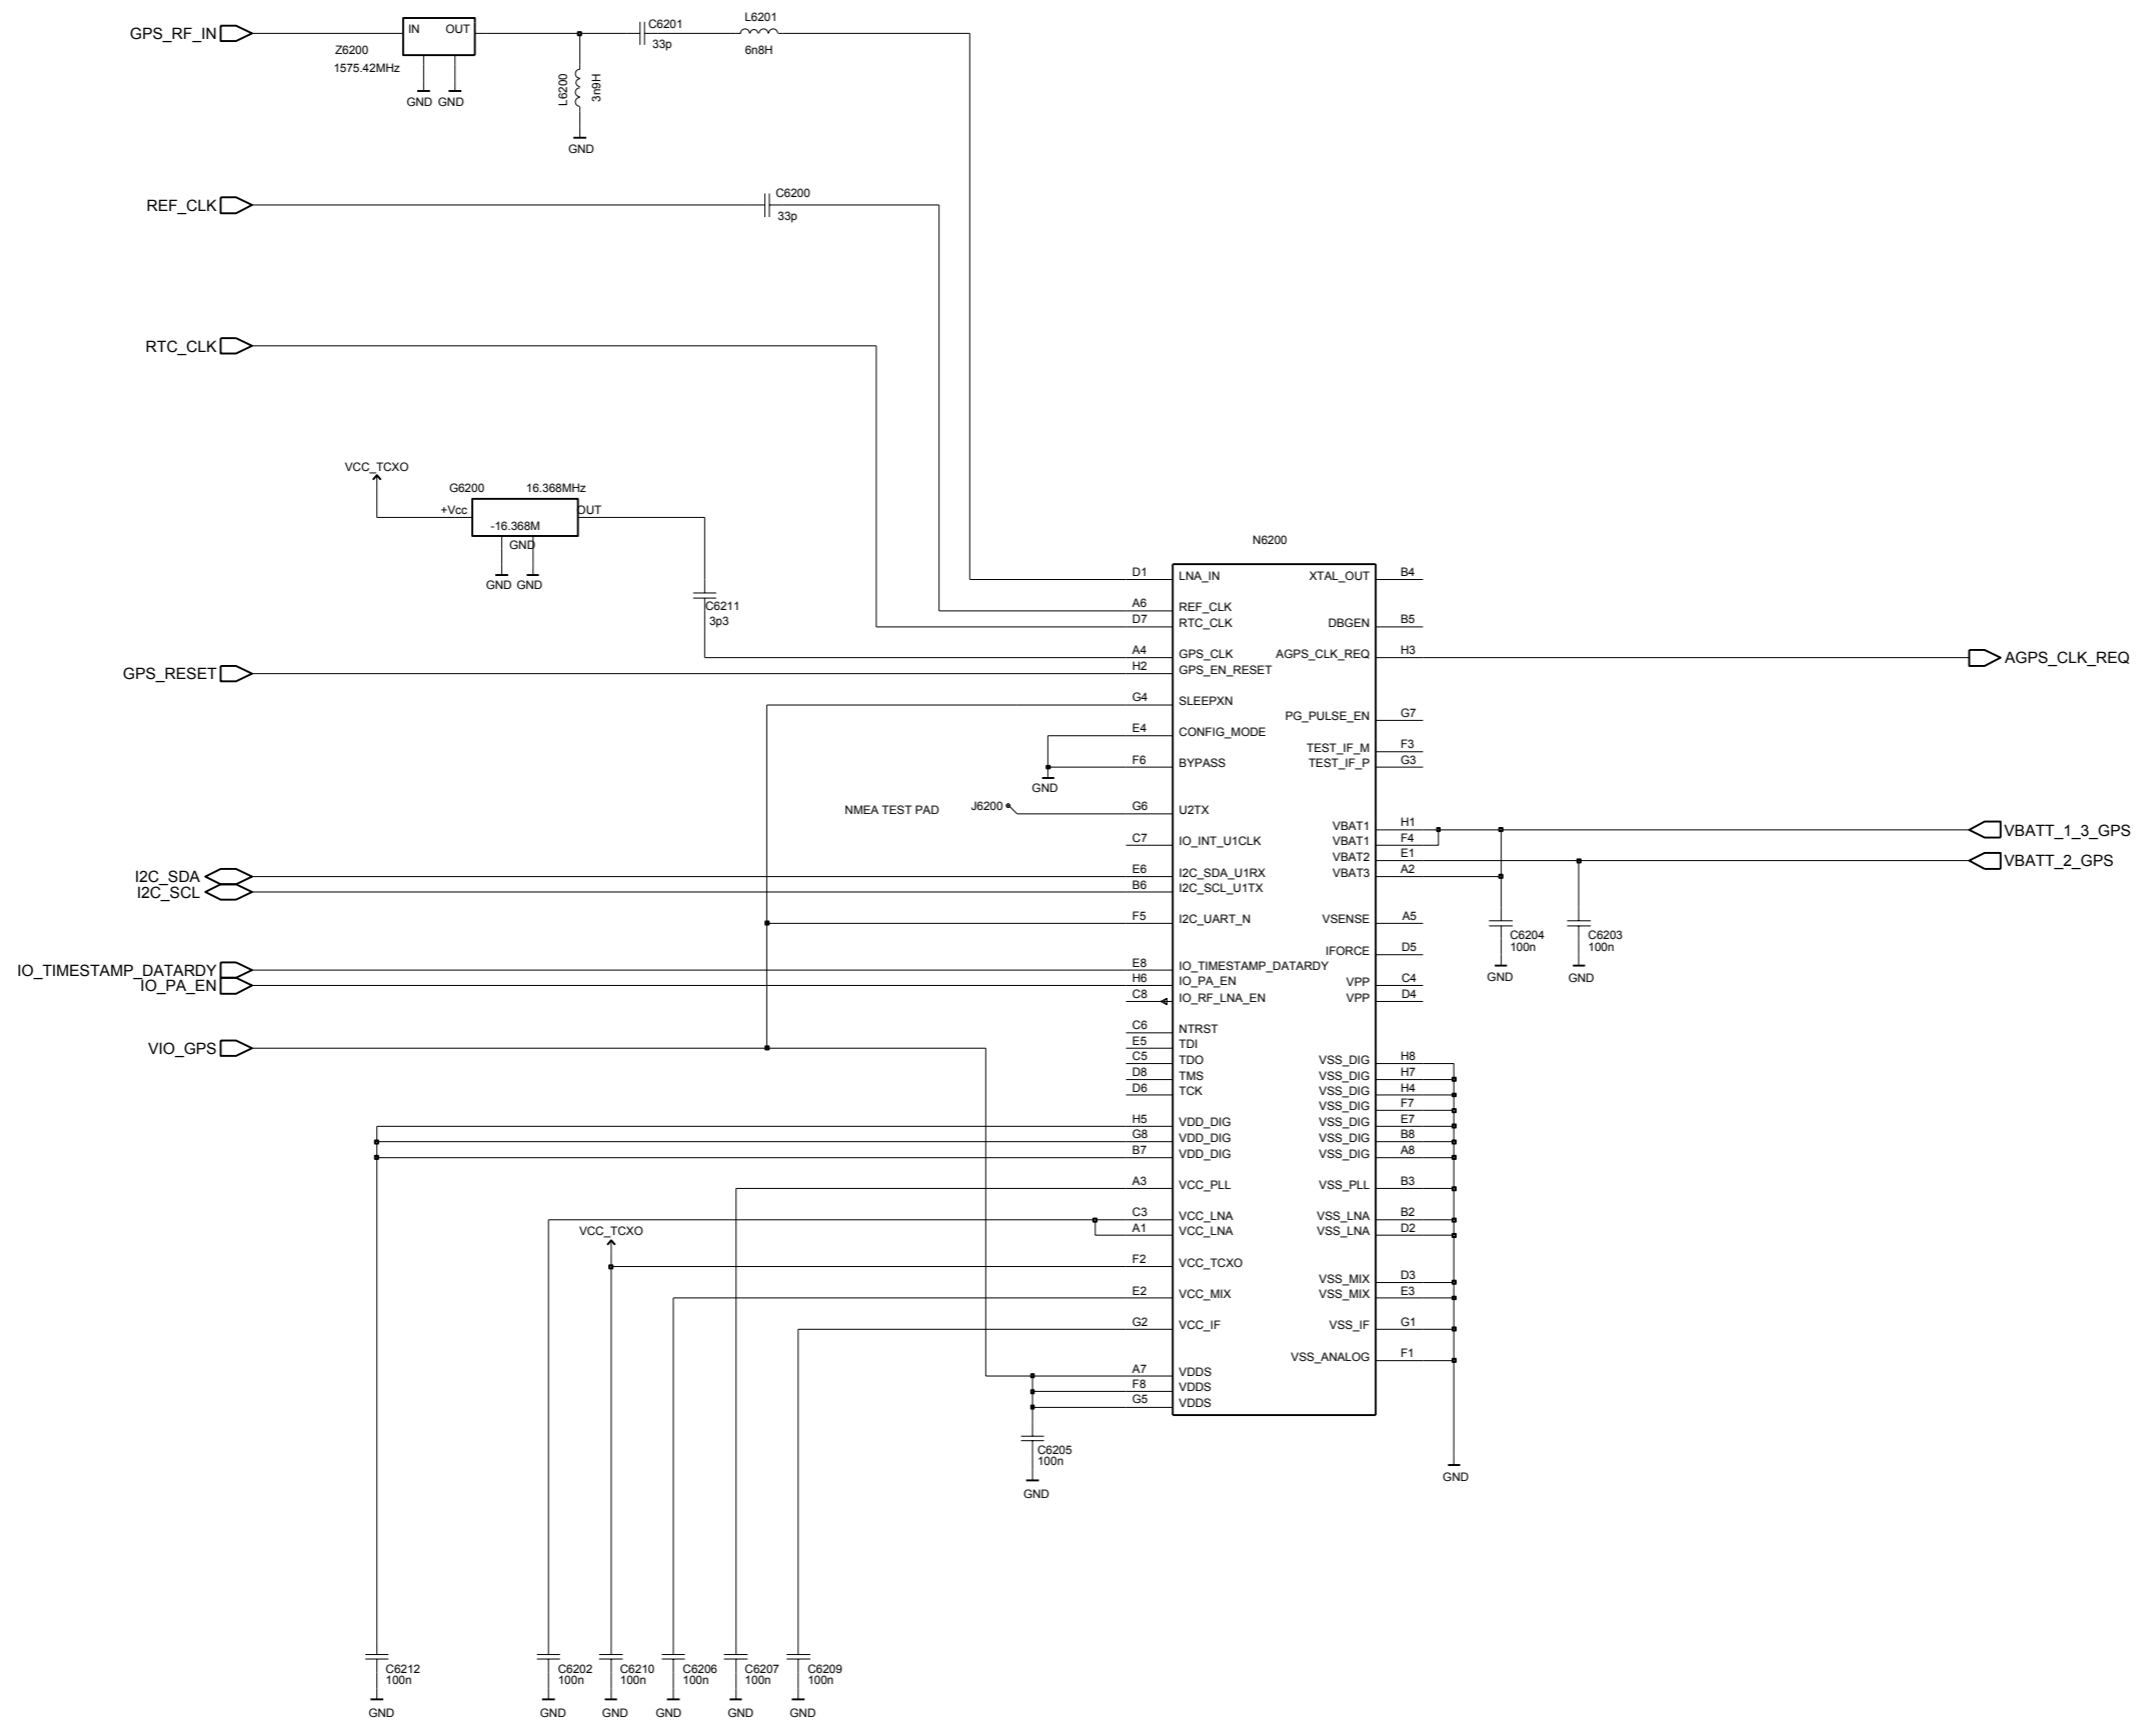 GPS_RF_IN
IN OUT
Z6200
1575.42MHz
GND GND
L6200
3n9H
GND
C6201
33p
L6201
6n8H
REF_CLK
C6200
33p
RTC_CLK
VCC_TCXO
G6200 16.368MHz
+Vcc OUT
-16.368M
GND
GND GND
C6211
3p3
GPS_RESET
NMEA TEST PAD J6200
GND
I2C_SDA
I2C_SCL
IO_TIMESTAMP_DATARDY
IO_PA_EN
VIO_GPS
VCC_TCXO
N6200
D1 LNA_IN
A6 REF_CLK
D7 RTC_CLK
A4 GPS_CLK
H2 GPS_EN_RESET
G4 SLEEPXN
E4 CONFIG_MODE
F6 BYPASS
G6 U2TX
C7 IO_INT_U1CLK
E6 I2C_SDA_U1RX
B6 I2C_SCL_U1TX
F5 I2C_UART_N
E8 IO_TIMESTAMP_DATARDY
H6 IO_PA_EN
C8 IO_RF_LNA_EN
C6 NTRST
E5 TDI
C5 TDO
D8 TMS
D6 TCK
H5 VDD_DIG
G8 VDD_DIG
B7 VDD_DIG
A3 VCC_PLL
C3 VCC_LNA
A1 VCC_LNA
F2 VCC_TCXO
E2 VCC_MIX
G2 VCC_IF
A7 VDDS
F8 VDDS
G5 VDDS
XTAL_OUT B4
DBGEN B5
AGPS_CLK_REQ H3
PG_PULSE_EN G7
TEST_IF_M F3
TEST_IF_P G3
VBAT1 H1
VBAT1 F4
VBAT2 E1
VBAT3 A2
VSENSE A5
IFORCE D5
VPP C4
VPP D4
VSS_DIG H8
VSS_DIG H7
VSS_DIG H4
VSS_DIG F7
VSS_DIG E7
VSS_DIG B8
VSS_DIG A8
VSS_PLL B3
VSS_LNA B2
VSS_LNA D2
VSS_MIX D3
VSS_MIX E3
VSS_IF G1
VSS_ANALOG F1
AGPS_CLK_REQ
VBATT_1_3_GPS
VBATT_2_GPS
C6204
100n
GND
C6203
100n
GND
GND
C6205
100n
GND
C6212
100n
GND
C6202
100n
GND
C6210
100n
GND
C6206
100n
GND
C6207
100n
GND
C6209
100n
GND